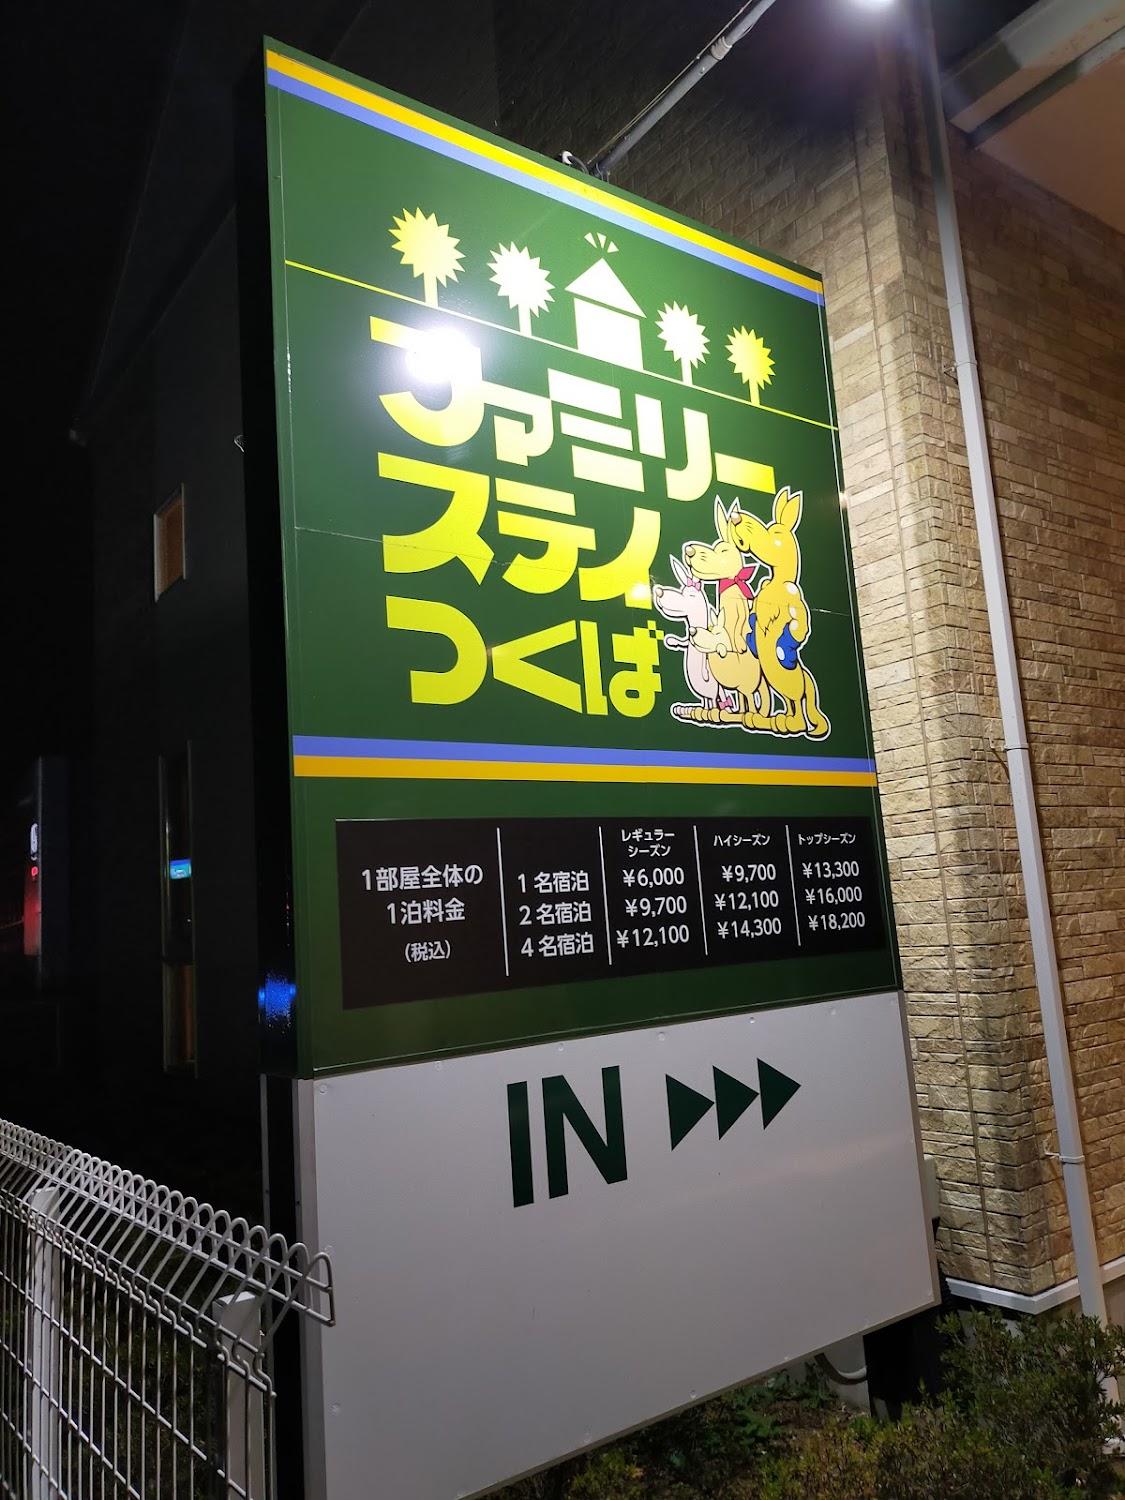 ファミリー
ステイ
つくば
1部屋全体の
1泊料金
(税込)
1名宿泊
2名宿泊
4名宿泊
レギュラー
シーズン
¥6,000
¥9,700
¥12,100
ハイシーズン
¥9,700
¥12,100
¥14,300
トップシーズン
¥13,300
¥16,000
¥18,200
IN